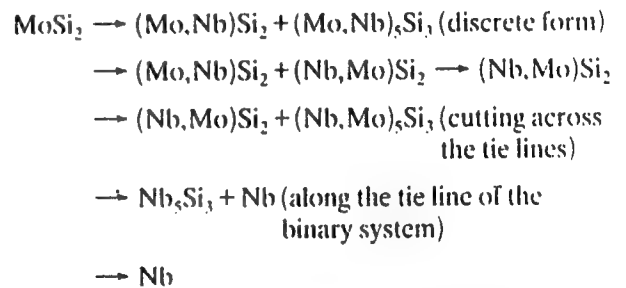 MoSi₂ → (Mo,Nb)Si₂ + (Mo,Nb)₅Si₃ (discrete form)
→ (Mo,Nb)Si₂ + (Nb,Mo)Si₂ → (Nb,Mo)Si₂
→ (Nb,Mo)Si₂ + (Nb,Mo)₅Si₃ (cutting across
the tie lines)
→ Nb₅Si₃ + Nb (along the tie line of the
binary system)
→ Nb